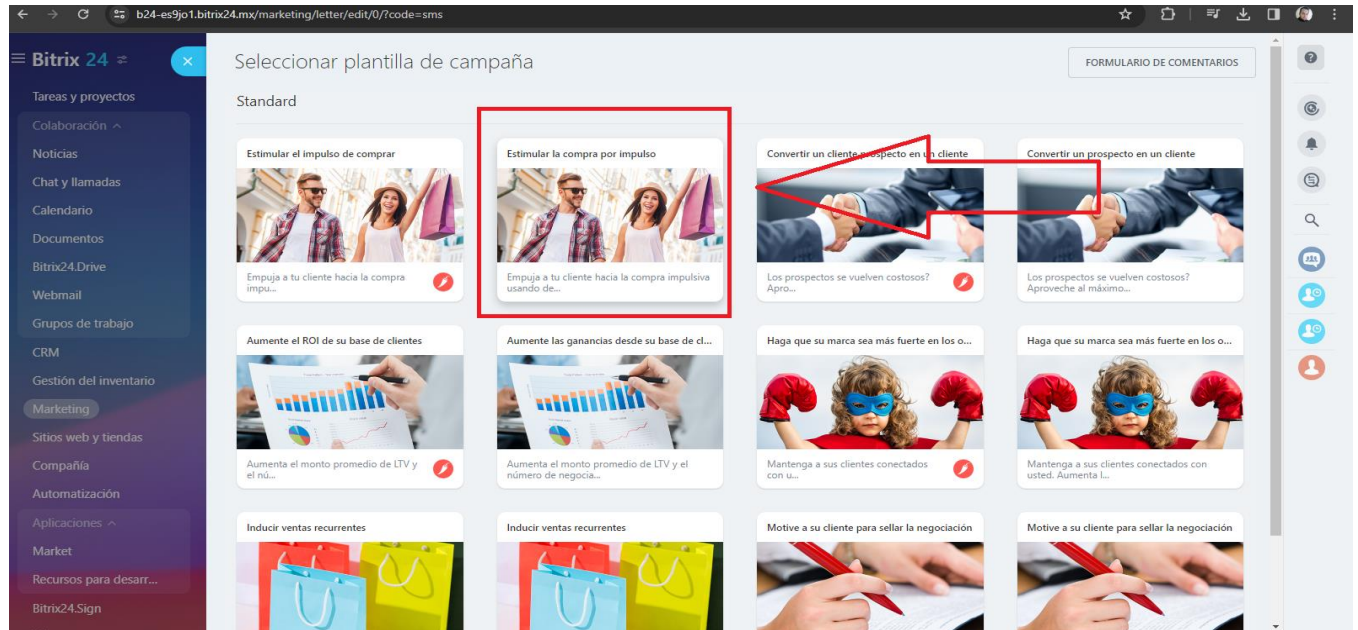 b24-es9jo1.bitrix24.mx/marketing/letter/edit/0/?code=sms
Bitrix 24
Tareas y proyectos
Colaboración
Noticias
Chat y llamadas
Calendario
Documentos
Bitrix24.Drive
Webmail
Grupos de trabajo
CRM
Gestión del inventario
Marketing
Sitios web y tiendas
Compañía
Automatización
Aplicaciones
Market
Recursos para desarr...
Bitrix24.Sign
Seleccionar plantilla de campaña
FORMULARIO DE COMENTARIOS
Standard
Estimular el impulso de comprar
Empuja a tu cliente hacia la compra
impu...
Estimular la compra por impulso
Empuja a tu cliente hacia la compra impulsiva
usando de...
Convertir un cliente prospecto en un cliente
Los prospectos se vuelven costosos?
Apro...
Convertir un prospecto en un cliente
Los prospectos se vuelven costosos?
Aproveche al máximo...
Aumente el ROI de su base de clientes
Aumenta el monto promedio de LTV y
el nú...
Aumente las ganancias desde su base de cl...
Aumenta el monto promedio de LTV y el
número de negocia...
Haga que su marca sea más fuerte en los o...
Mantenga a sus clientes conectados
con u...
Haga que su marca sea más fuerte en los o...
Mantenga a sus clientes conectados con
usted. Aumenta l...
Inducir ventas recurrentes
Inducir ventas recurrentes
Motive a su cliente para sellar la negociación
Motive a su cliente para sellar la negociación